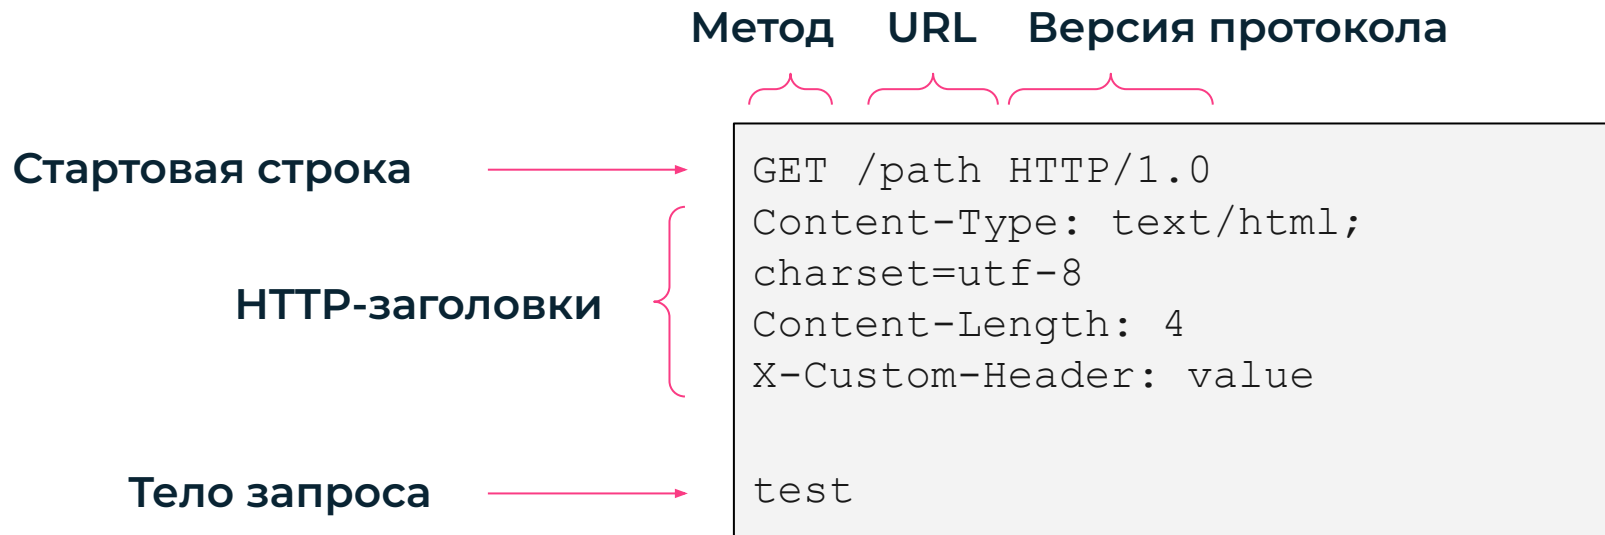 Метод URL Версия протокола
Стартовая строка
GET /path HTTP/1.0
Content-Type: text/html;
charset=utf-8
HTTP-заголовки
Content-Length: 4
X-Custom-Header: value
Тело запроса
test